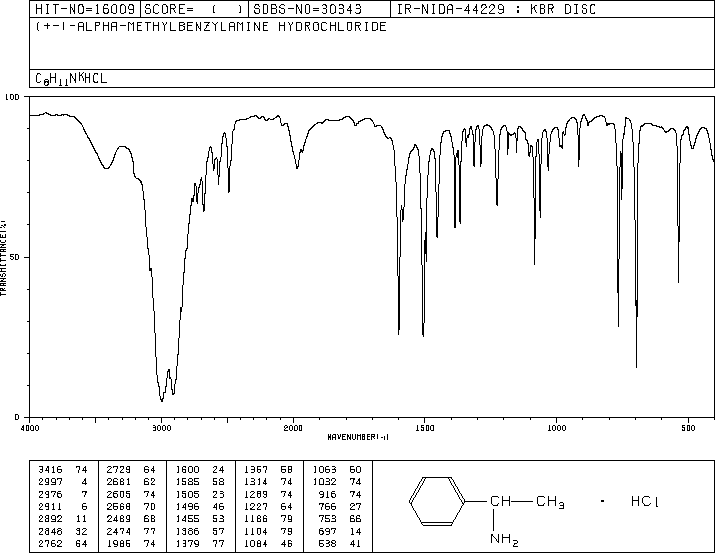 HIT-NO=16009 SCORE= ( ) SDBS-NO=30343 IR-NIDA-44229 : KBR DISC
(+-)-ALPHA-METHYLBENZYLAMINE HYDROCHLORIDE
C8H11N*HCL
100
50
0
TRANSMITTANCE(%)
4000 3000 2000 1500 1000 500
WAVENUMBER(-1)
3416 74 2729 64 1600 24 1367 58 1063 60
2997 4 2681 62 1585 58 1314 74 1032 74
2976 7 2605 74 1505 23 1289 74 916 74
2911 6 2568 70 1496 46 1227 64 766 27
2892 11 2489 68 1455 53 1186 79 753 66
2848 32 2474 77 1386 57 1104 79 697 14
2762 64 1985 74 1379 77 1084 46 538 41
CH CH3 · HCl
NH2